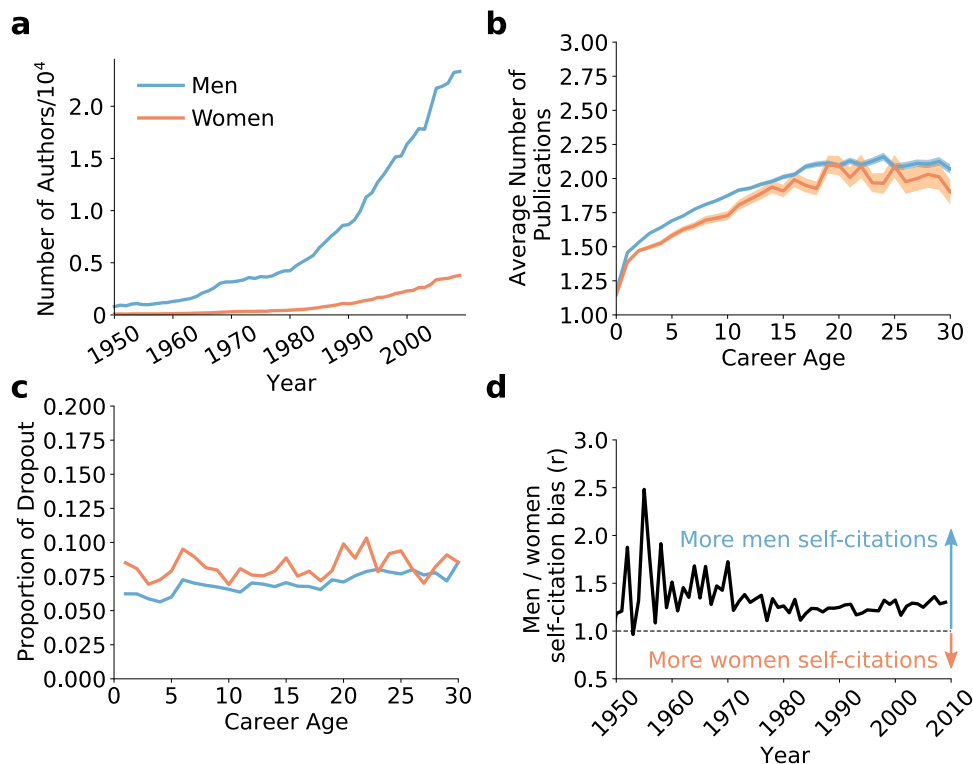 a
Number of Authors/10^4
2.0
1.5
1.0
0.5
0
Men
Women
1950 1960 1970 1980 1990 2000
Year
b
Average Number of
Publications
3.00
2.75
2.50
2.25
2.00
1.75
1.50
1.25
1.00
0 5 10 15 20 25 30
Career Age
c
Proportion of Dropout
0.200
0.175
0.150
0.125
0.100
0.075
0.050
0.025
0.000
0 5 10 15 20 25 30
Career Age
d
Men / women
self-citation bias (r)
3.0
2.5
2.0
1.5
1.0
0.5
More men self-citations
More women self-citations
1950 1960 1970 1980 1990 2000 2010
Year